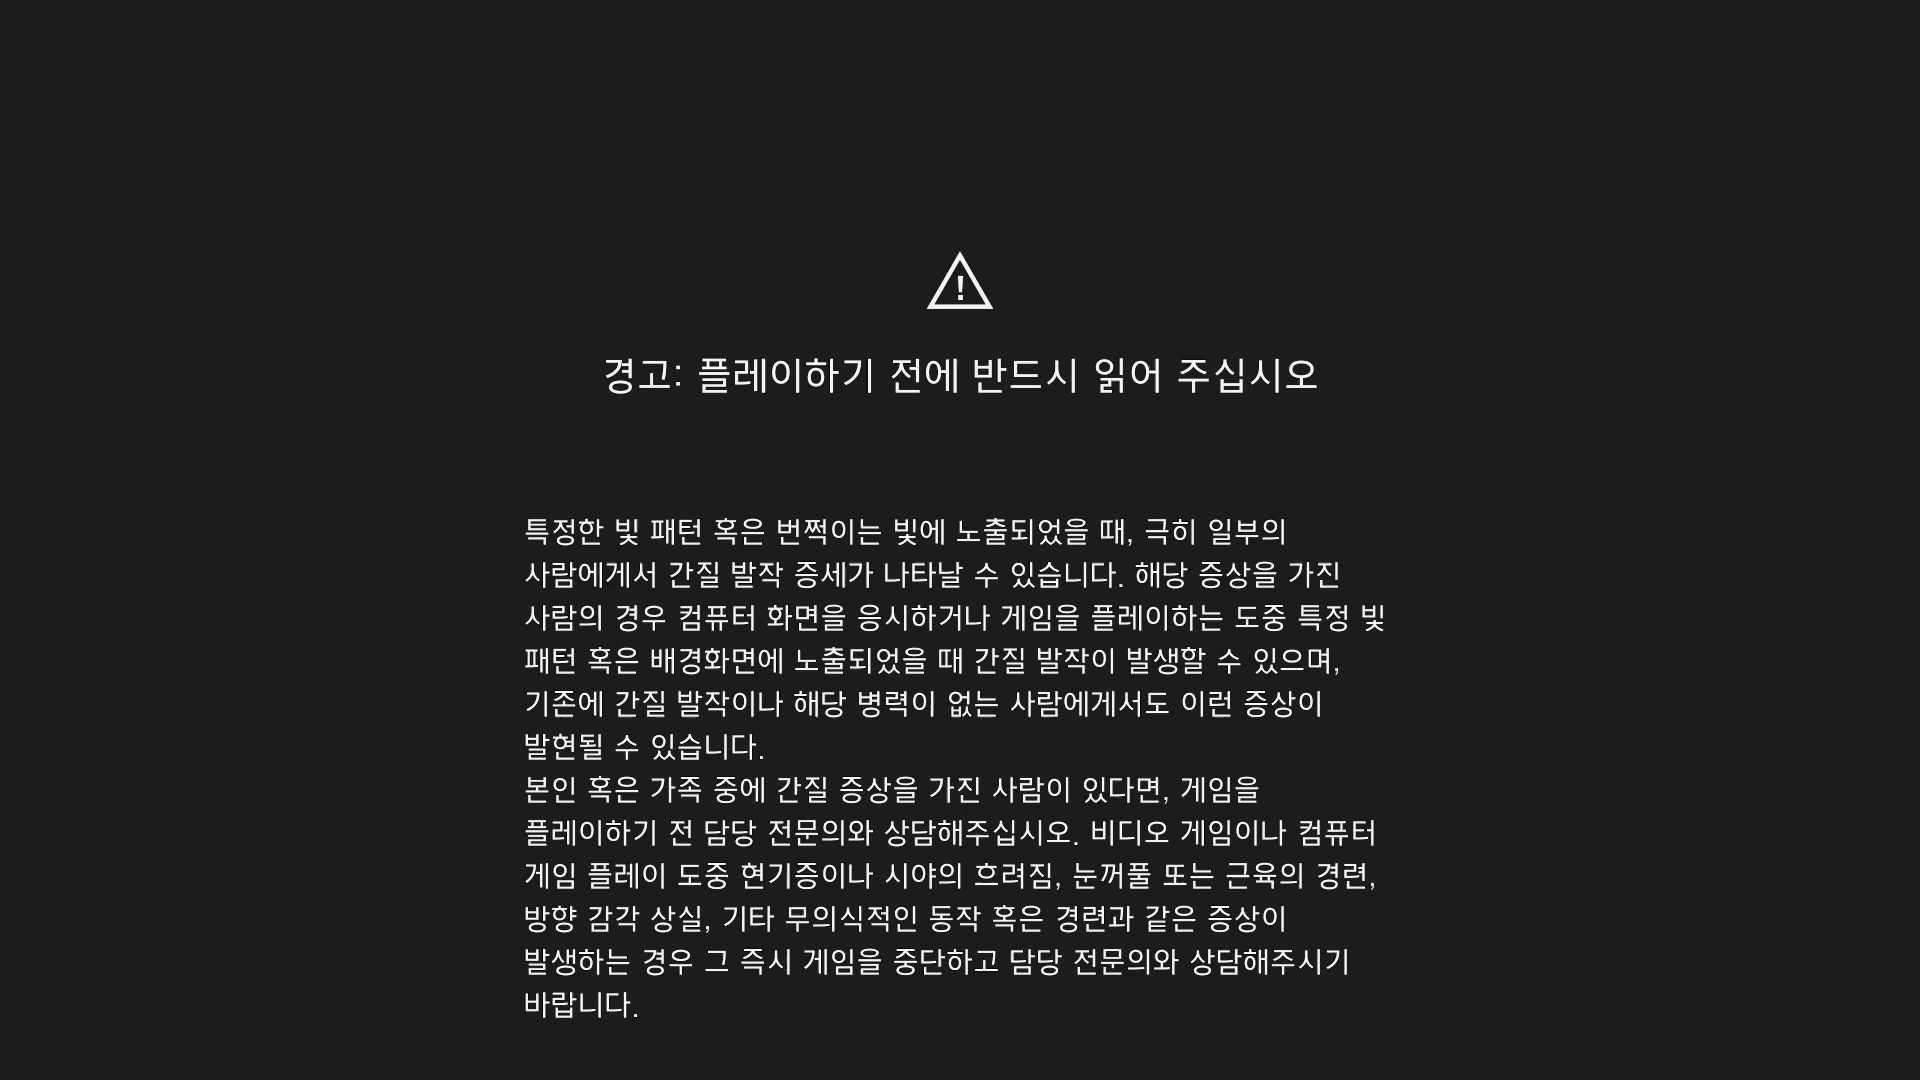 경고: 플레이하기 전에 반드시 읽어 주십시오
특정한 빛 패턴 혹은 번쩍이는 빛에 노출되었을 때, 극히 일부의
사람에게서 간질 발작 증세가 나타날 수 있습니다. 해당 증상을 가진
사람의 경우 컴퓨터 화면을 응시하거나 게임을 플레이하는 도중 특정 빛
패턴 혹은 배경화면에 노출되었을 때 간질 발작이 발생할 수 있으며,
기존에 간질 발작이나 해당 병력이 없는 사람에게서도 이런 증상이
발현될 수 있습니다.
본인 혹은 가족 중에 간질 증상을 가진 사람이 있다면, 게임을
플레이하기 전 담당 전문의와 상담해주십시오. 비디오 게임이나 컴퓨터
게임 플레이 도중 현기증이나 시야의 흐려짐, 눈꺼풀 또는 근육의 경련,
방향 감각 상실, 기타 무의식적인 동작 혹은 경련과 같은 증상이
발생하는 경우 그 즉시 게임을 중단하고 담당 전문의와 상담해주시기
바랍니다.